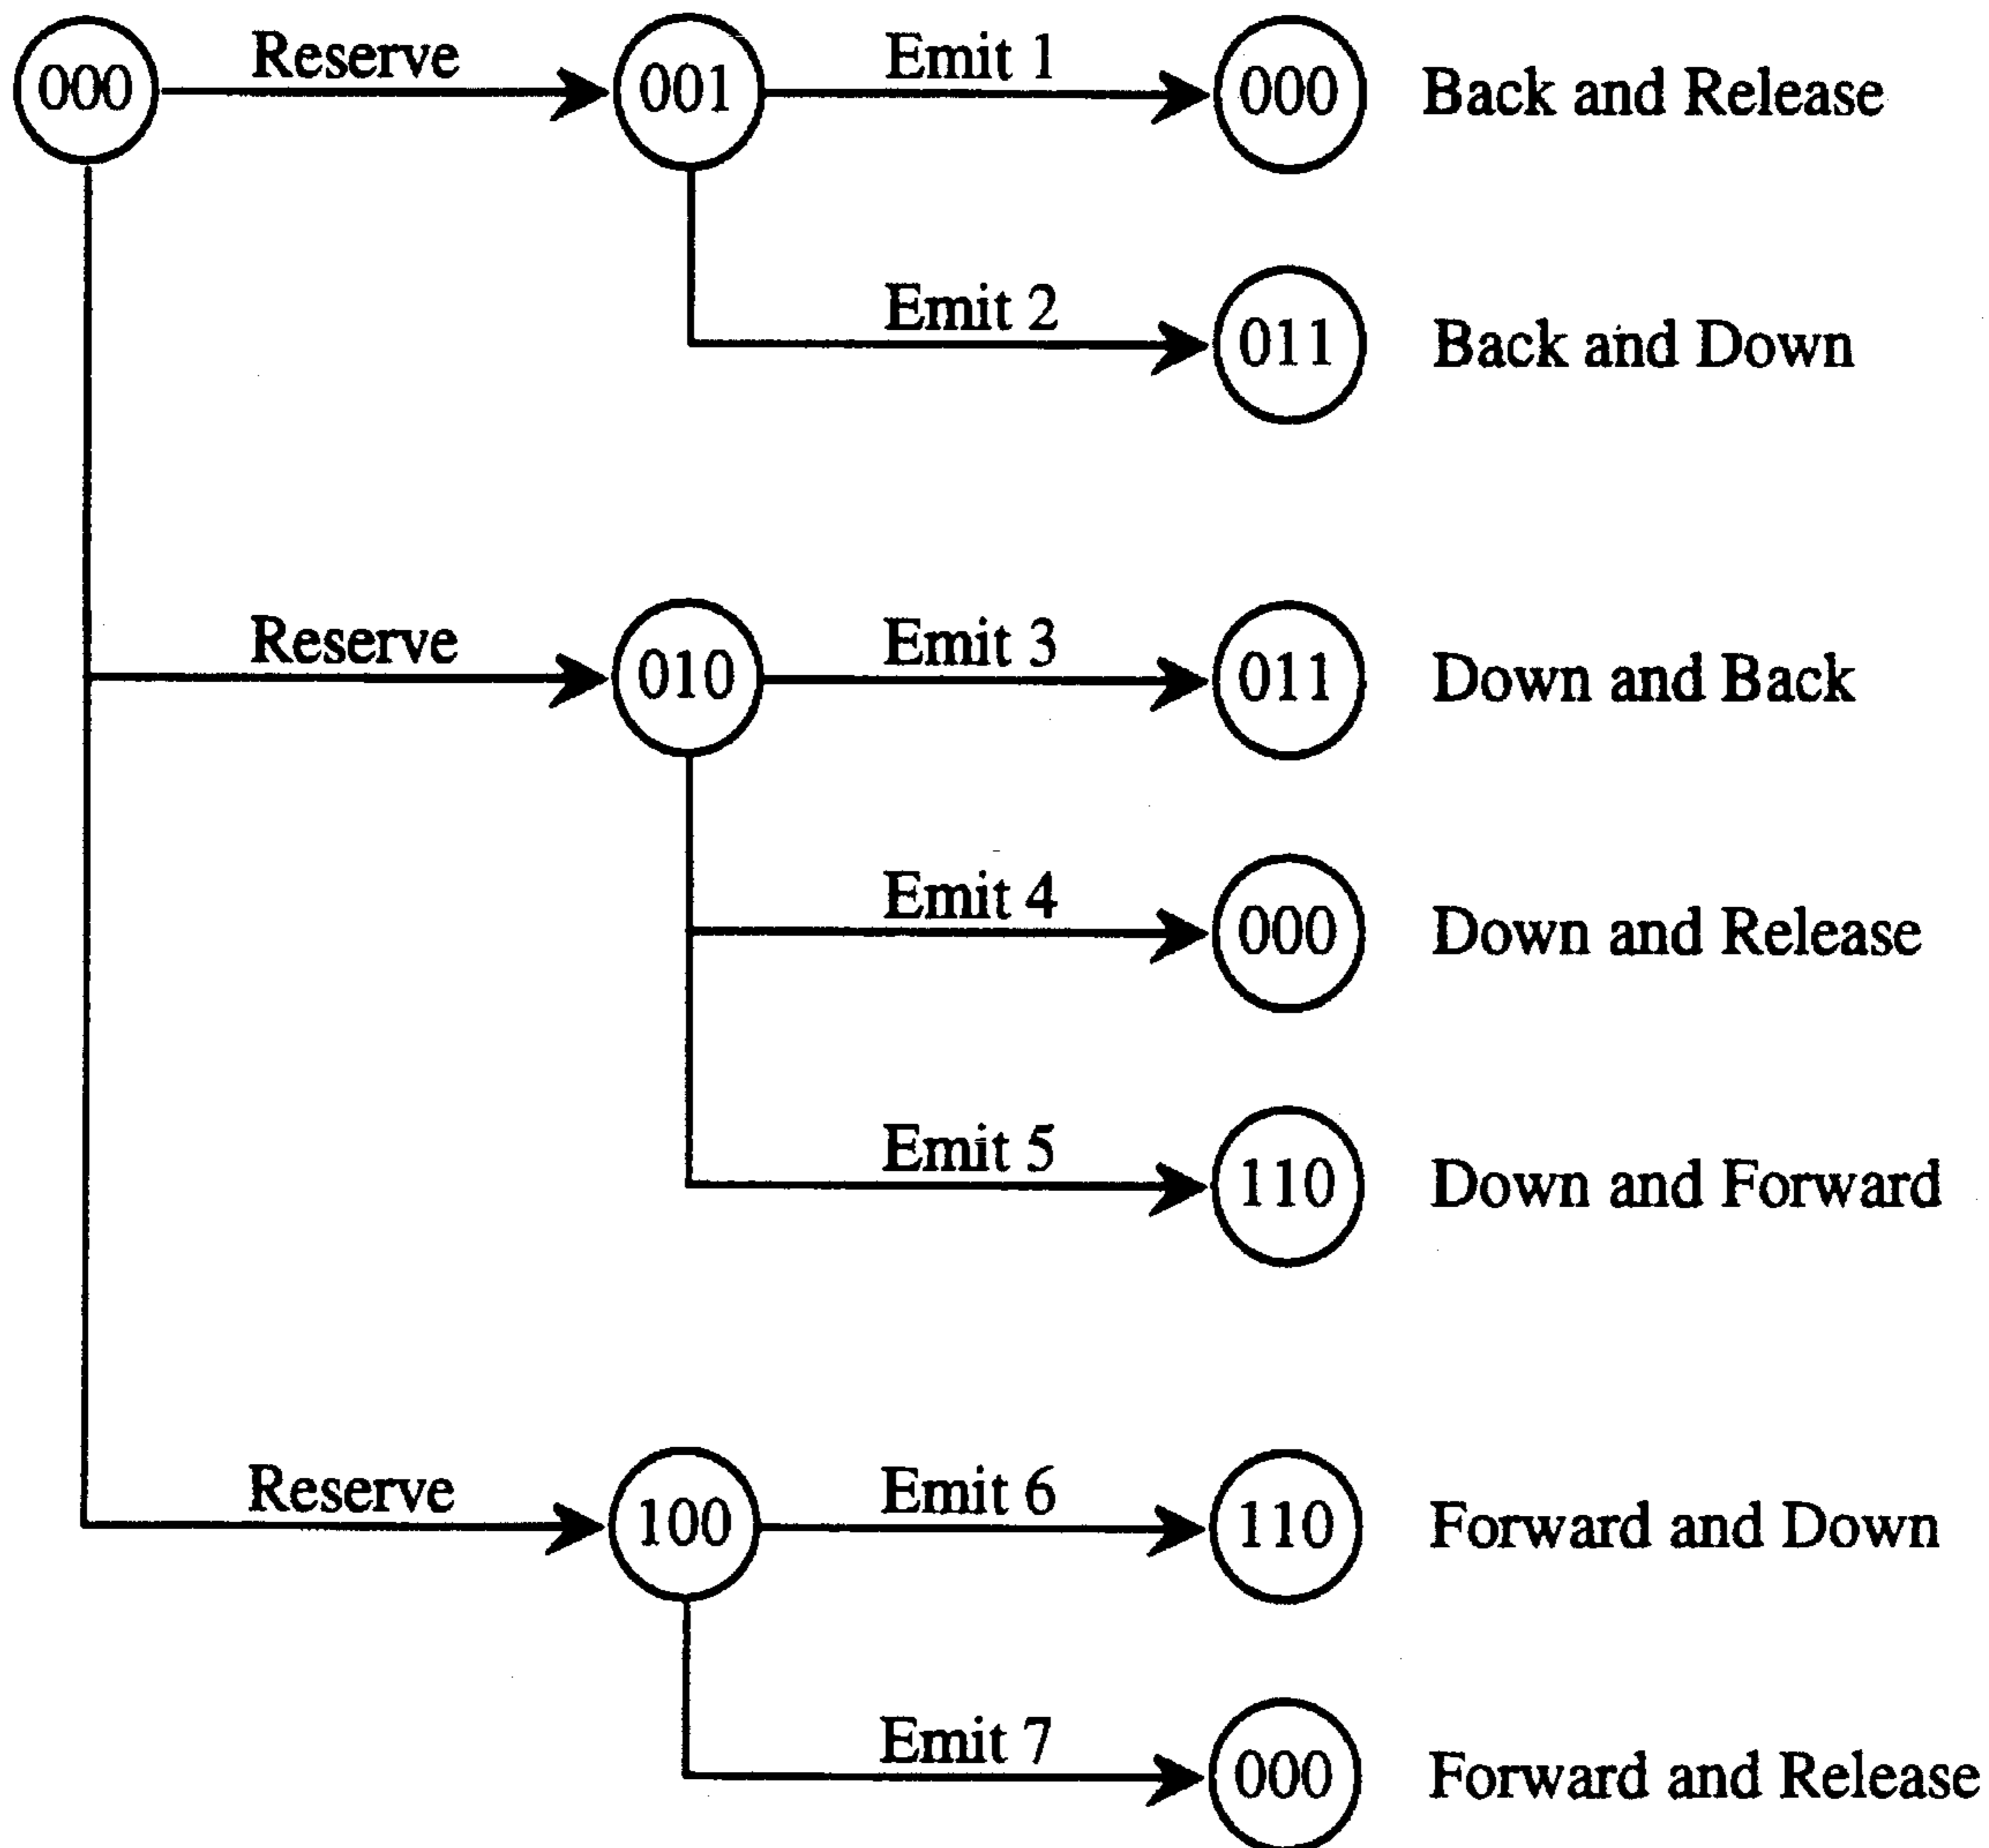 000 Reserve 001 Emit 1 000 Back and Release
Emit 2 011 Back and Down
Reserve 010 Emit 3 011 Down and Back
Emit 4 000 Down and Release
Emit 5 110 Down and Forward
Reserve 100 Emit 6 110 Forward and Down
Emit 7 000 Forward and Release